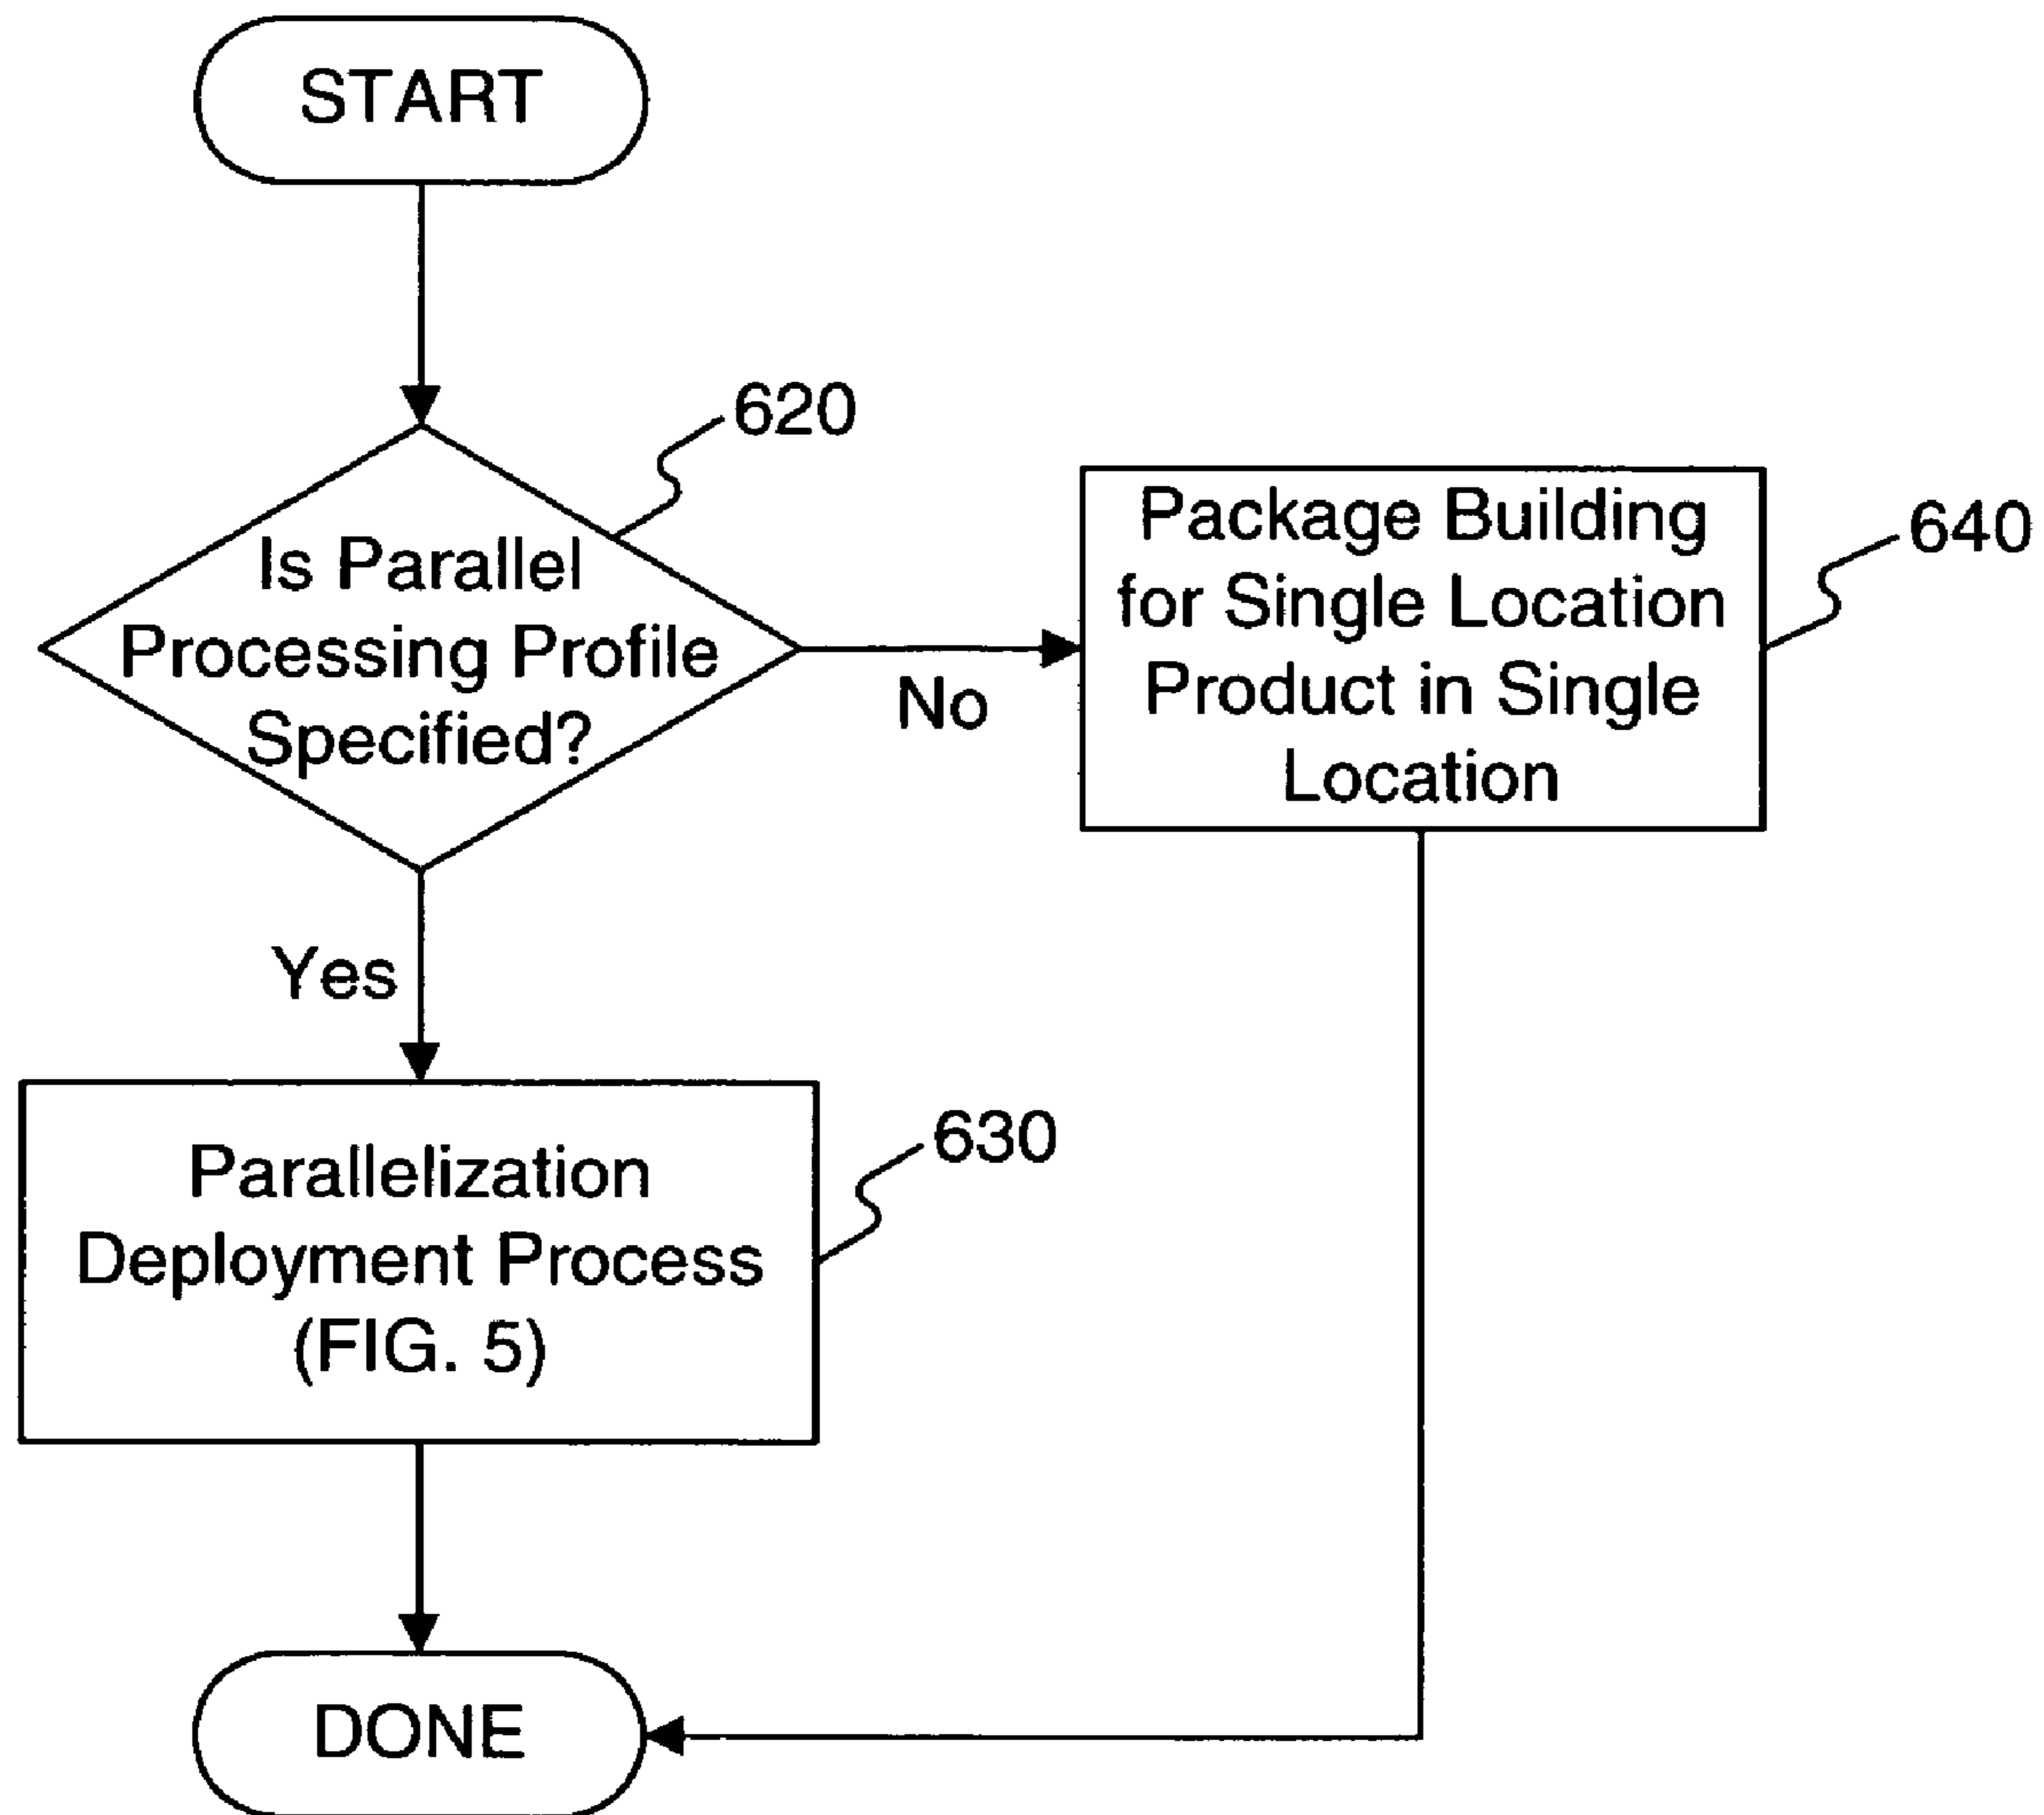 START
620
Is Parallel
Processing Profile
Specified?
No
Package Building
for Single Location
Product in Single
Location
640
Yes
Parallelization
Deployment Process
(FIG. 5)
630
DONE